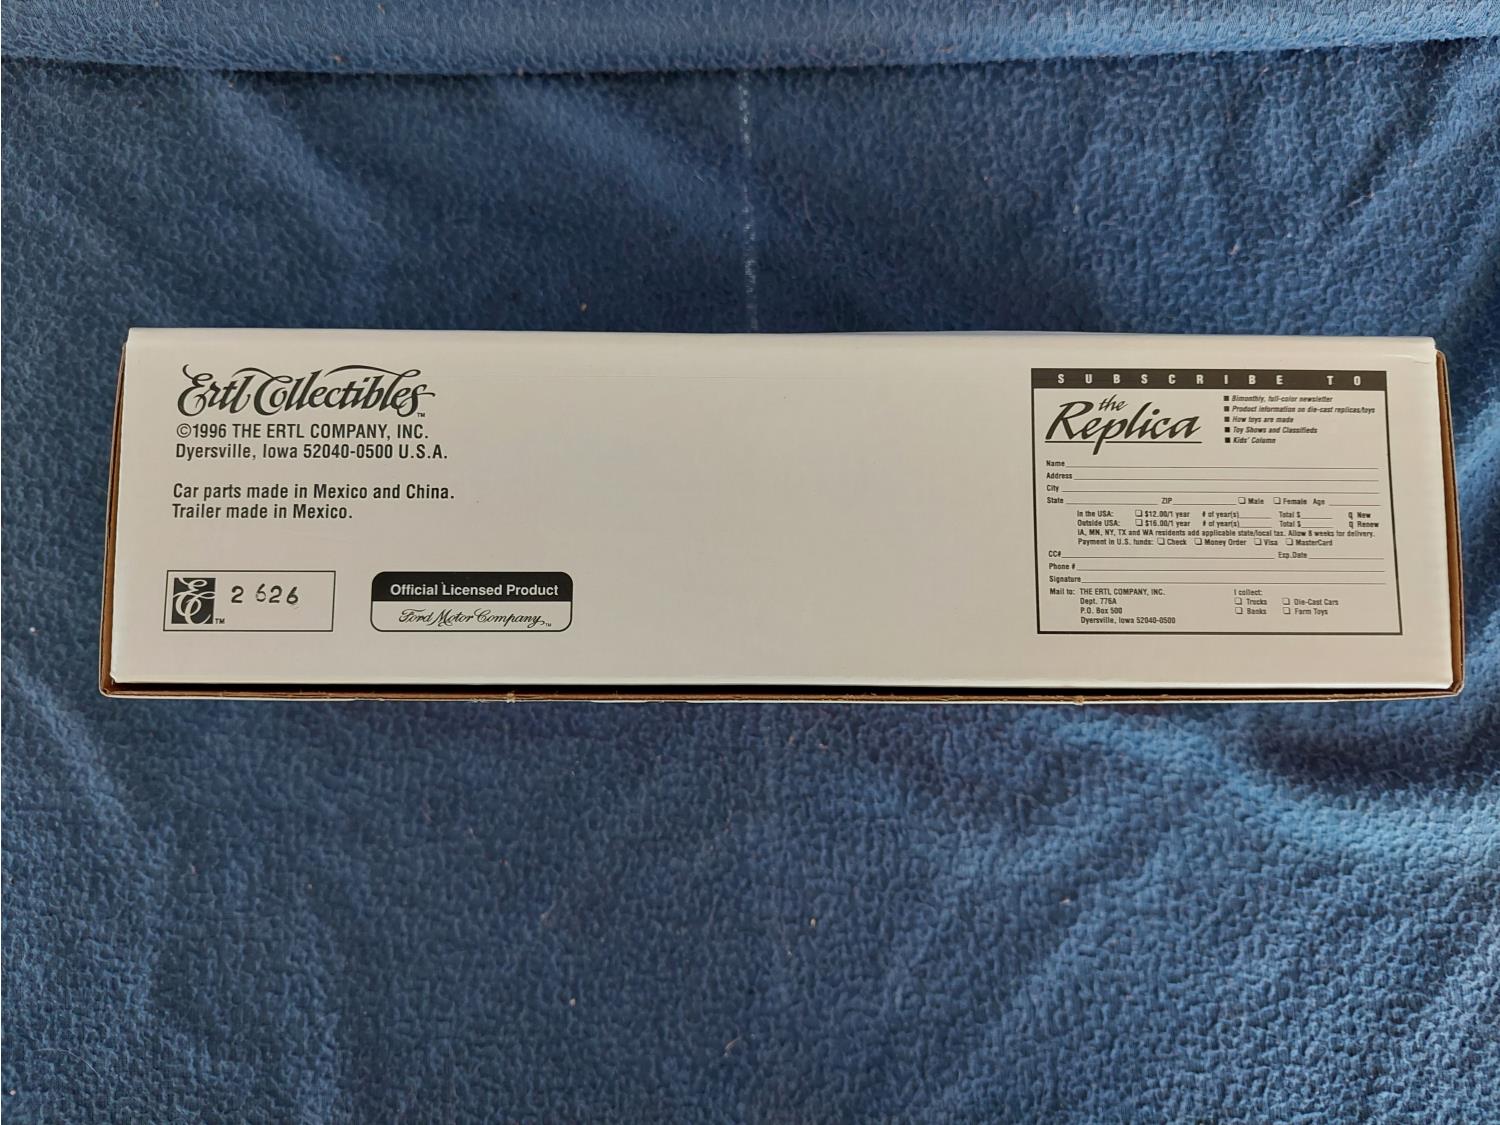 Ertl Collectibles™
©1996 THE ERTL COMPANY, INC.
Dyersville, Iowa 52040-0500 U.S.A.
Car parts made in Mexico and China.
Trailer made in Mexico.
E™ 2 626
Official Licensed Product
Ford Motor Company™
SUBSCRIBE TO
the Replica
■ Bimonthly, full-color newsletter
■ Product information on die-cast replicas/toys
■ How toys are made
■ Toy Shows and Classifieds
■ Kids' Column
Name
Address
City
State ZIP ❑ Male ❑ Female Age
In the USA: ❑ $12.00/1 year # of year(s) Total $ q New
Outside USA: ❑ $16.00/1 year # of year(s) Total $ q Renew
IA, MN, NY, TX and WA residents add applicable state/local tax. Allow 8 weeks for delivery.
Payment in U.S. funds: ❑ Check ❑ Money Order ❑ Visa ❑ MasterCard
CC# Exp. Date
Phone #
Signature
Mail to: THE ERTL COMPANY, INC.
Dept. 776A
P.O. Box 500
Dyersville, Iowa 52040-0500
I collect:
❑ Trucks ❑ Die-Cast Cars
❑ Banks ❑ Farm Toys